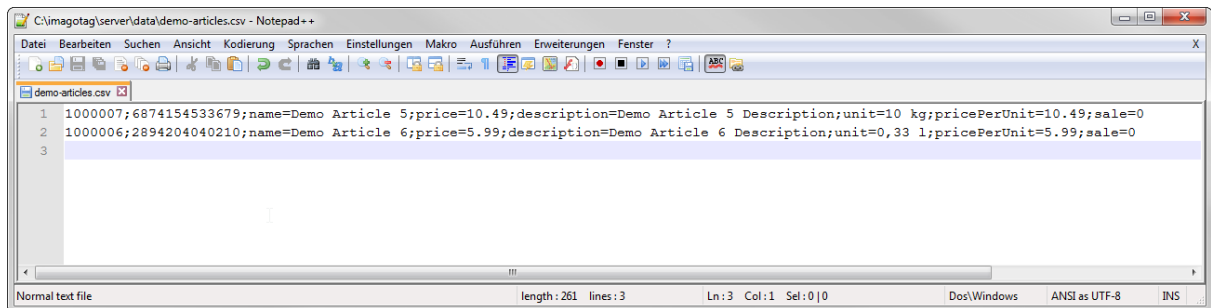 C:\imagotag\server\data\demo-articles.csv - Notepad++
Datei Bearbeiten Suchen Ansicht Kodierung Sprachen Einstellungen Makro Ausführen Erweiterungen Fenster ? X
ABC
demo-articles.csv
1 1000007;6874154533679;name=Demo Article 5;price=10.49;description=Demo Article 5 Description;unit=10 kg;pricePerUnit=10.49;sale=0
2 1000006;2894204040210;name=Demo Article 6;price=5.99;description=Demo Article 6 Description;unit=0,33 l;pricePerUnit=5.99;sale=0
3
Normal text file length : 261 lines : 3 Ln : 3 Col : 1 Sel : 0 | 0 Dos\Windows ANSI as UTF-8 INS